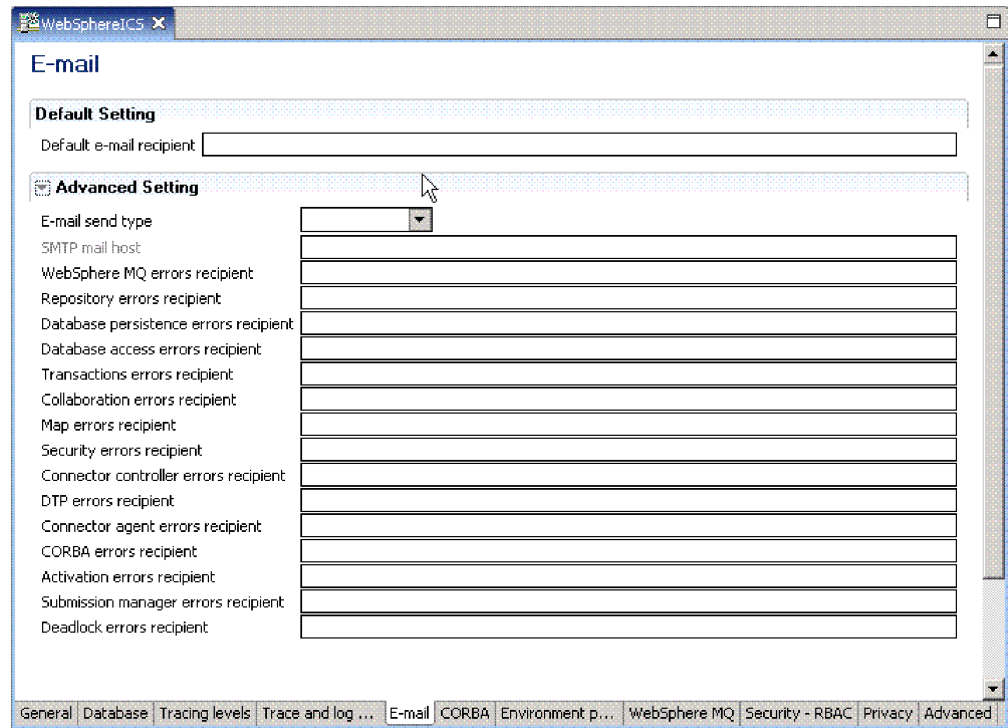 WebSphereICS
E-mail
Default Setting
Default e-mail recipient
Advanced Setting
E-mail send type
SMTP mail host
WebSphere MQ errors recipient
Repository errors recipient
Database persistence errors recipient
Database access errors recipient
Transactions errors recipient
Collaboration errors recipient
Map errors recipient
Security errors recipient
Connector controller errors recipient
DTP errors recipient
Connector agent errors recipient
CORBA errors recipient
Activation errors recipient
Submission manager errors recipient
Deadlock errors recipient
General Database Tracing levels Trace and log ... E-mail CORBA Environment p... WebSphere MQ Security - RBAC Privacy Advanced